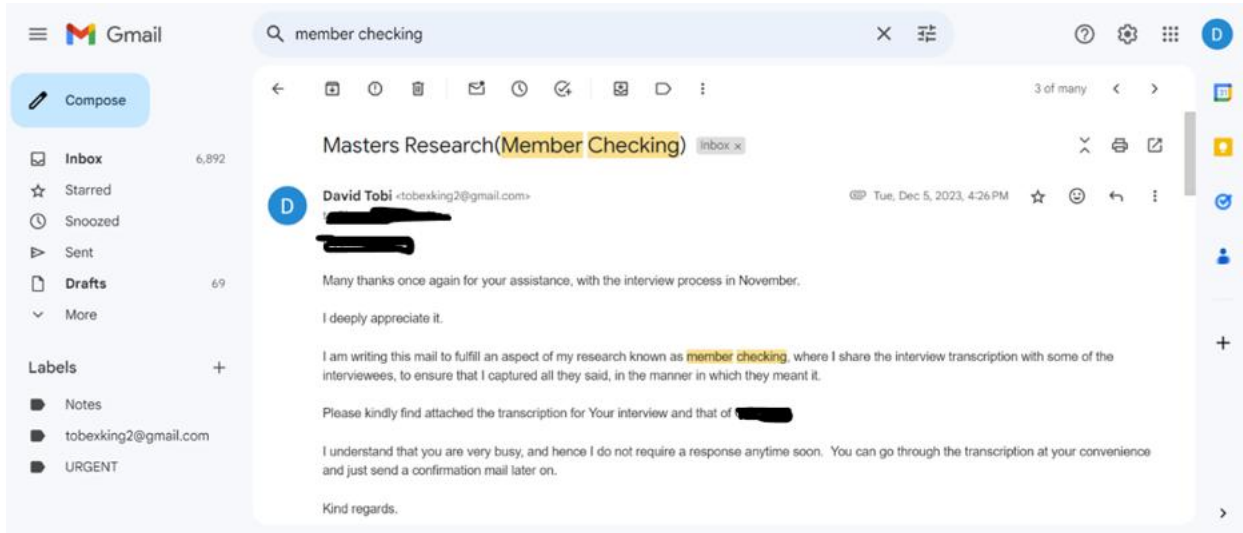 Gmail
member checking
D
Compose
3 of many
Inbox 6,892
Starred
Snoozed
Sent
Drafts 69
More
Labels
Notes
tobexking2@gmail.com
URGENT
Masters Research(Member Checking) Inbox x
D
David Tobi <tobexking2@gmail.com> Tue, Dec 5, 2023, 4:26 PM
Many thanks once again for your assistance, with the interview process in November.
I deeply appreciate it.
I am writing this mail to fulfill an aspect of my research known as member checking, where I share the interview transcription with some of the
interviewees, to ensure that I captured all they said, in the manner in which they meant it.
Please kindly find attached the transcription for Your interview and that of
I understand that you are very busy, and hence I do not require a response anytime soon. You can go through the transcription at your convenience
and just send a confirmation mail later on.
Kind regards.
31